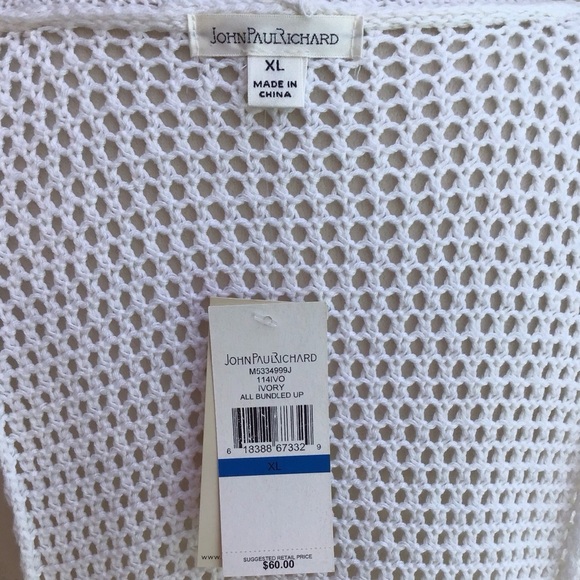 JOHNPAULRICHARD
XL
MADE IN
CHINA
JOHNPAULRICHARD
M5334999J
114IVO
IVORY
ALL BUNDLED UP
6 18388 67332 9
XL
www.
SUGGESTED RETAIL PRICE
$60.00